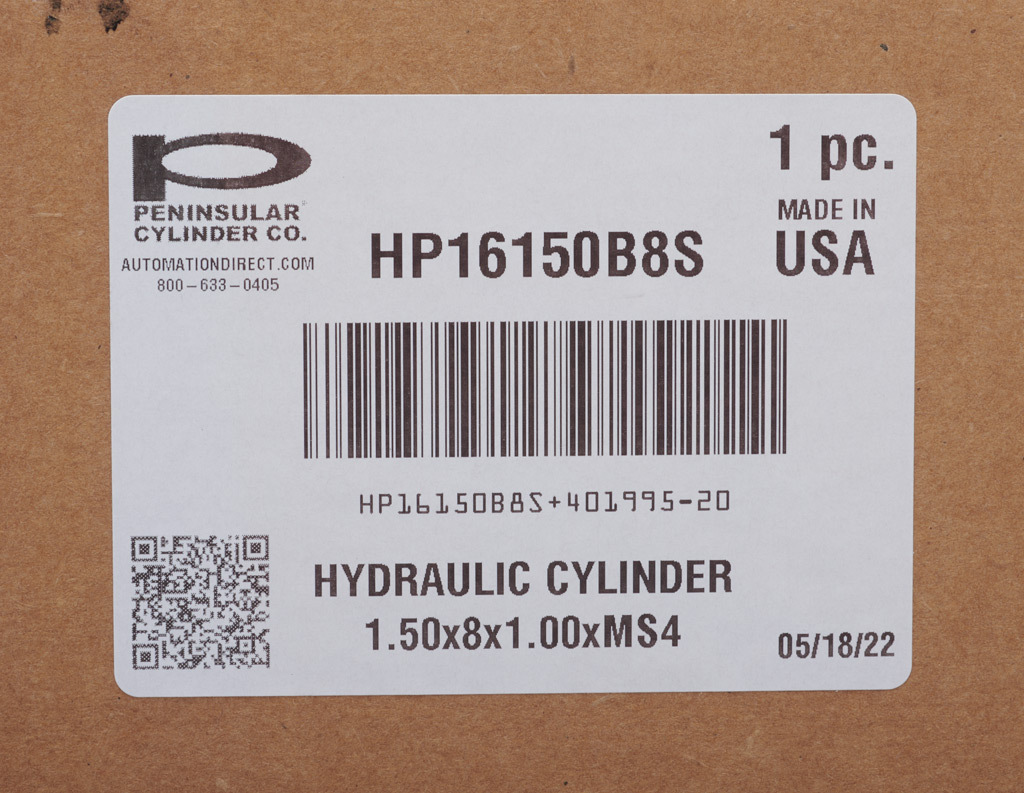 PENINSULAR
CYLINDER CO.
AUTOMATIONDIRECT.COM
800-633-0405
HP16150B8S
1 pc.
MADE IN
USA
HP16150B8S+401995-20
HYDRAULIC CYLINDER
1.50x8x1.00xMS4
05/18/22